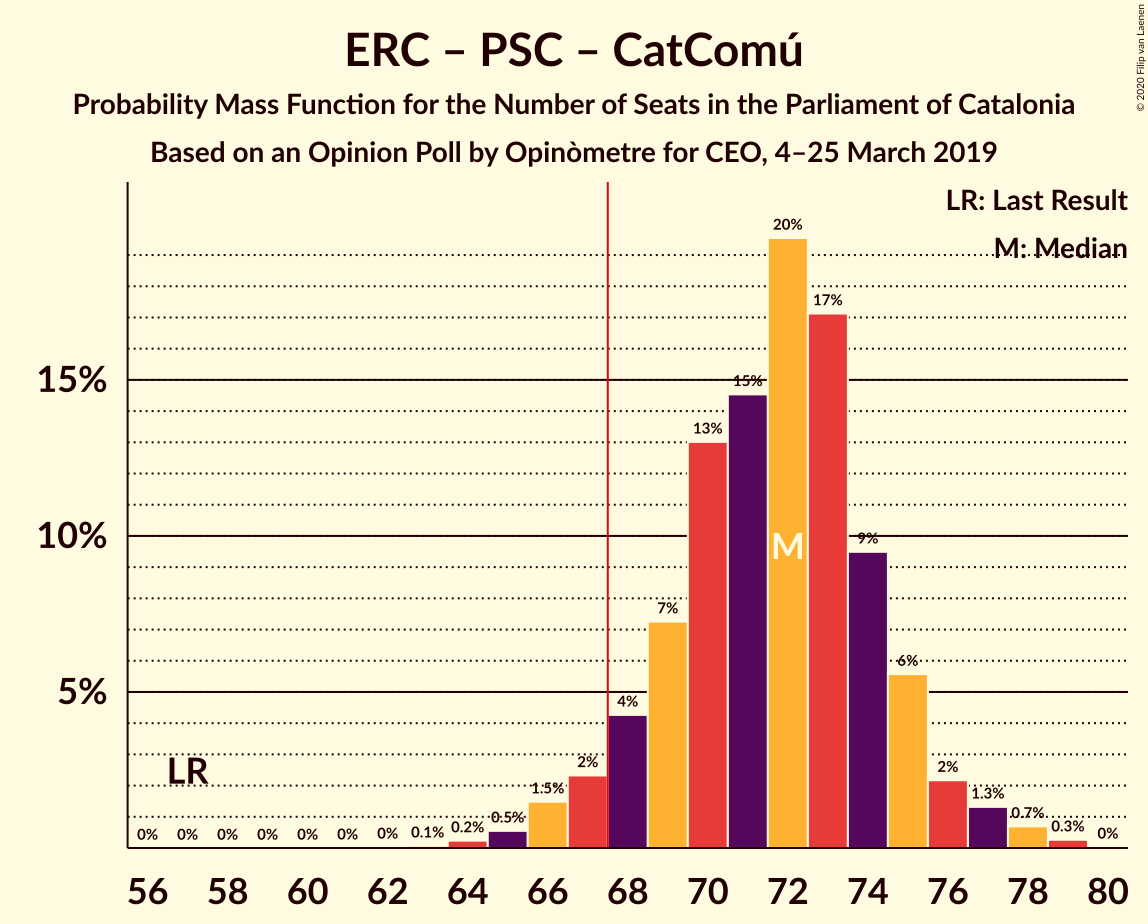 ERC – PSC – CatComú
Probability Mass Function for the Number of Seats in the Parliament of Catalonia
Based on an Opinion Poll by Opinòmetre for CEO, 4–25 March 2019
© 2020 Filip van Laenen
LR: Last Result
M: Median
20%
17%
15%
15%
13%
10%
9%
M
7%
6%
5%
4%
LR
2%
2%
1.5%
1.3%
0.5%
0.7%
0% 0% 0% 0% 0% 0% 0% 0.1% 0.2% 0.3% 0%
56 58 60 62 64 66 68 70 72 74 76 78 80